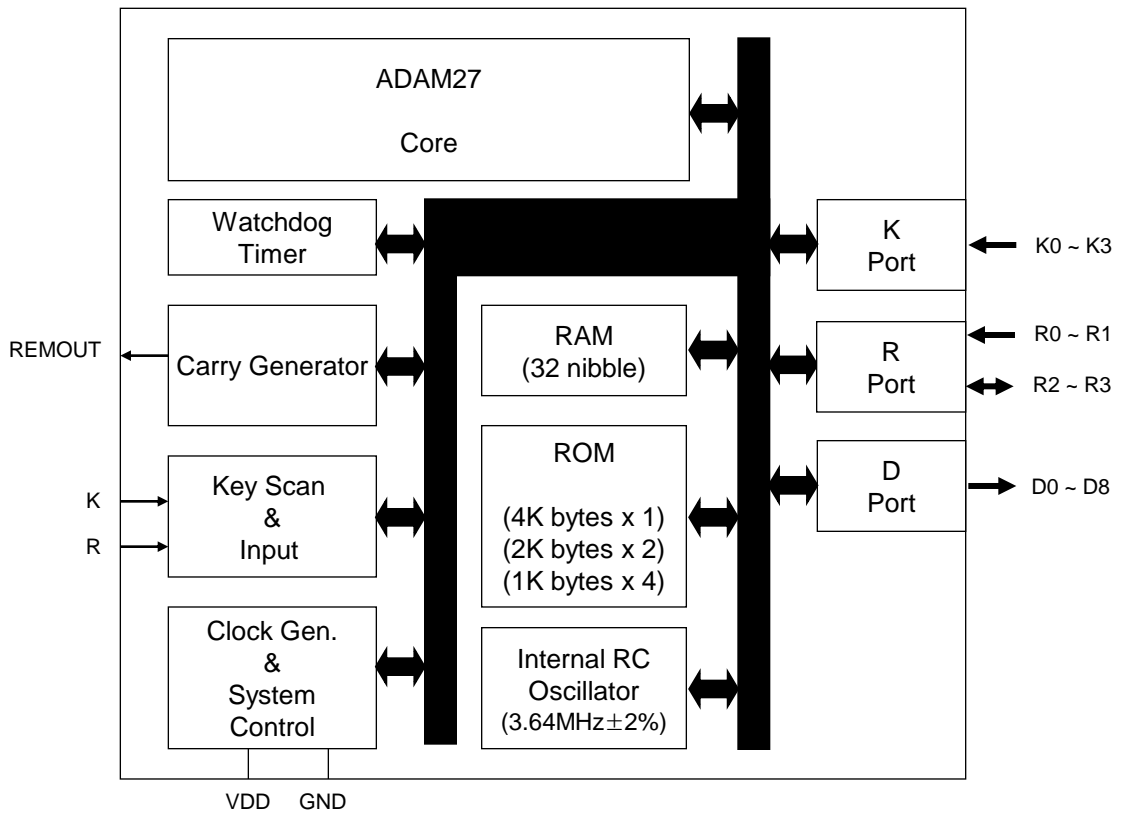 ADAM27
Core
Watchdog
Timer
K
Port
K0 ~ K3
REMOUT
Carry Generator
RAM
(32 nibble)
R
Port
R0 ~ R1
R2 ~ R3
K
R
Key Scan
&
Input
ROM
(4K bytes x 1)
(2K bytes x 2)
(1K bytes x 4)
D
Port
D0 ~ D8
Clock Gen.
&
System
Control
Internal RC
Oscillator
(3.64MHz±2%)
VDD
GND